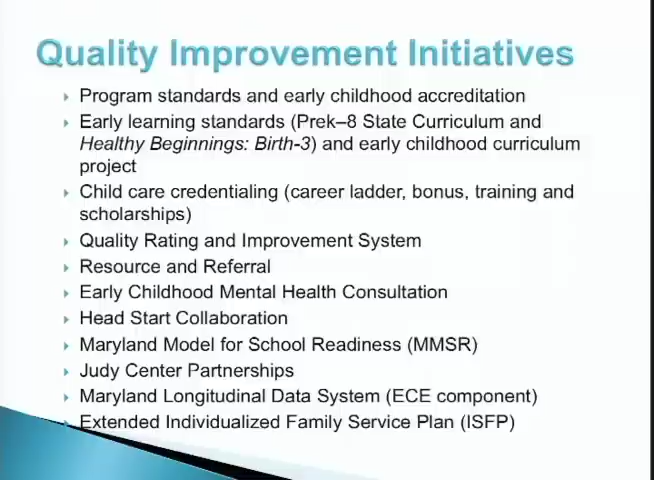 Quality Improvement Initiatives
Program standards and early childhood accreditation
Early learning standards (Prek–8 State Curriculum and
Healthy Beginnings: Birth-3) and early childhood curriculum
project
Child care credentialing (career ladder, bonus, training and
scholarships)
Quality Rating and Improvement System
Resource and Referral
Early Childhood Mental Health Consultation
Head Start Collaboration
Maryland Model for School Readiness (MMSR)
Judy Center Partnerships
Maryland Longitudinal Data System (ECE component)
Extended Individualized Family Service Plan (ISFP)